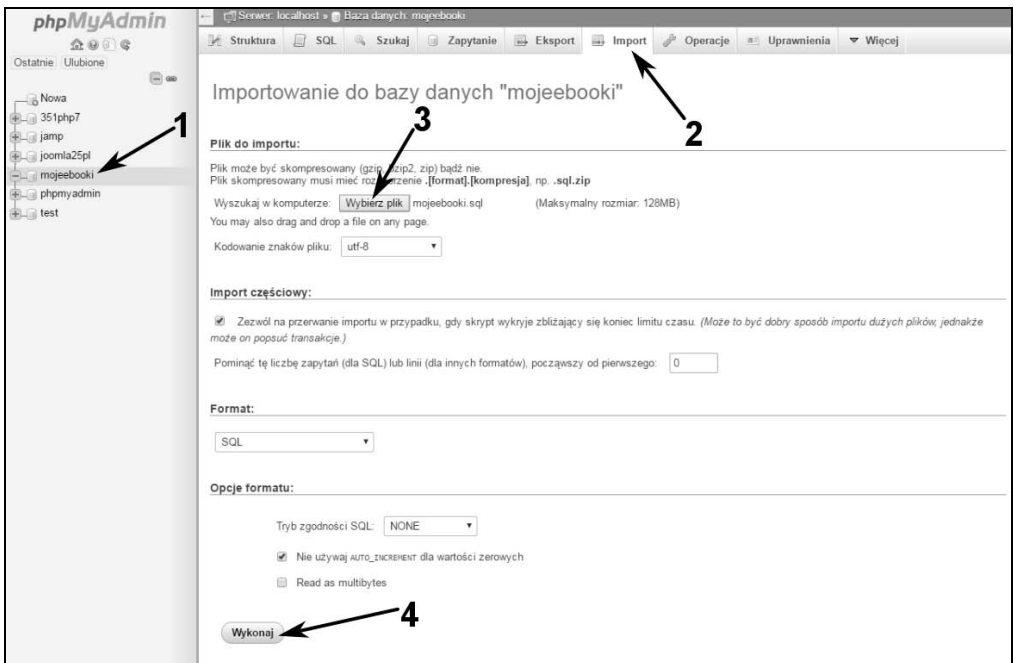 phpMyAdmin
Serwer: localhost » Baza danych: mojeebooki
Struktura SQL Szukaj Zapytanie Eksport Import Operacje Uprawnienia Więcej
Ostatnie Ulubione
Nowa
351php7
jamp
joomla25pl
mojeebooki
phpmyadmin
test
1
2
Importowanie do bazy danych "mojeebooki"
3
Plik do importu:
Plik może być skompresowany (gzip, bzip2, zip) bądź nie.
Plik skompresowany musi mieć rozszerzenie .[format].[kompresja], np. .sql.zip
Wyszukaj w komputerze: Wybierz plik mojeebooki.sql (Maksymalny rozmiar: 128MB)
You may also drag and drop a file on any page.
Kodowanie znaków pliku: utf-8
Import częściowy:
Zezwól na przerwanie importu w przypadku, gdy skrypt wykryje zbliżający się koniec limitu czasu. (Może to być dobry sposób importu dużych plików, jednakże
może on popsuć transakcje.)
Pominąć tę liczbę zapytań (dla SQL) lub linii (dla innych formatów), począwszy od pierwszego: 0
Format:
SQL
Opcje formatu:
Tryb zgodności SQL: NONE
Nie używaj AUTO_INCREMENT dla wartości zerowych
Read as multibytes
4
Wykonaj